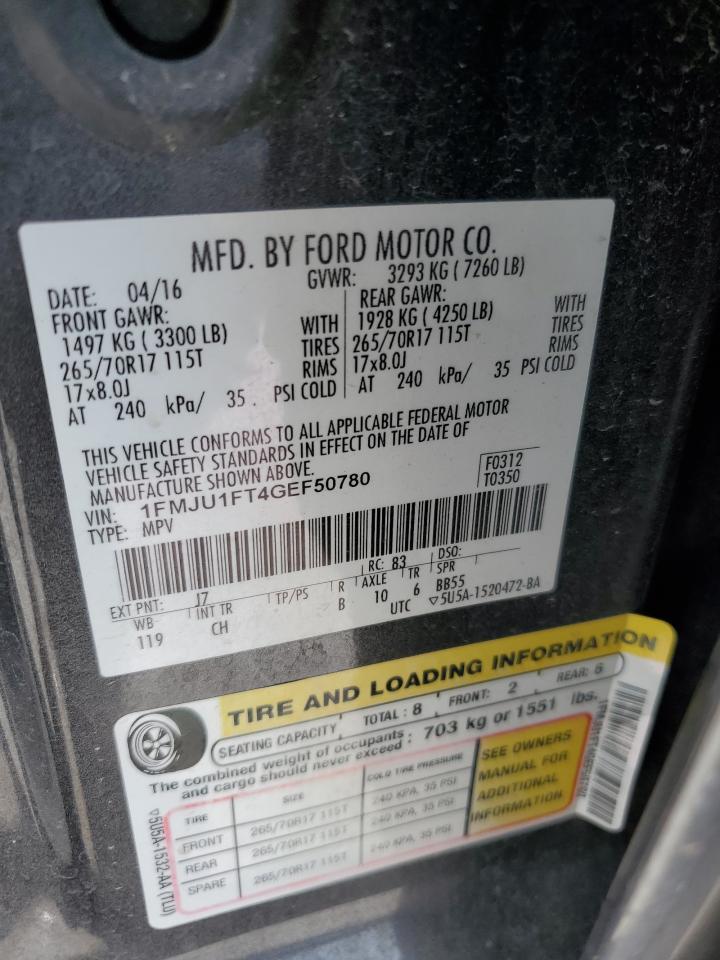 MFD. BY FORD MOTOR CO.
DATE: 04/16 GVWR: 3293 KG ( 7260 LB)
FRONT GAWR: REAR GAWR:
1497 KG ( 3300 LB) WITH 1928 KG ( 4250 LB) WITH
265/70R17 115T TIRES 265/70R17 115T TIRES
17x8.0J RIMS 17x8.0J RIMS
AT 240 kPa/ 35 . PSI COLD AT 240 kPa/ 35 PSI COLD
THIS VEHICLE CONFORMS TO ALL APPLICABLE FEDERAL MOTOR
VEHICLE SAFETY STANDARDS IN EFFECT ON THE DATE OF
MANUFACTURE SHOWN ABOVE.
VIN: 1FMJU1FT4GEF50780
TYPE: MPV
F0312
T0350
RC: 83 DSO:
EXT PNT: J7
WB INT TR TP/PS R AXLE TR SPR
119 CH B 10 6 BB55
UTC ▽5U5A-1520472-BA
TIRE AND LOADING INFORMATION
SEATING CAPACITY TOTAL : 8 FRONT: 2 REAR: 6
The combined weight of occupants
and cargo should never exceed : 703 kg or 1551 lbs.
TIRE SIZE COLD TIRE PRESSURE
FRONT 265/70R17 115T 240 KPA, 35 PSI
REAR 265/70R17 115T 240 KPA, 35 PSI
SPARE 265/70R17 115T 240 KPA, 35 PSI
SEE OWNERS
MANUAL FOR
ADDITIONAL
INFORMATION
▽5U5A-1532-AA (TLU)